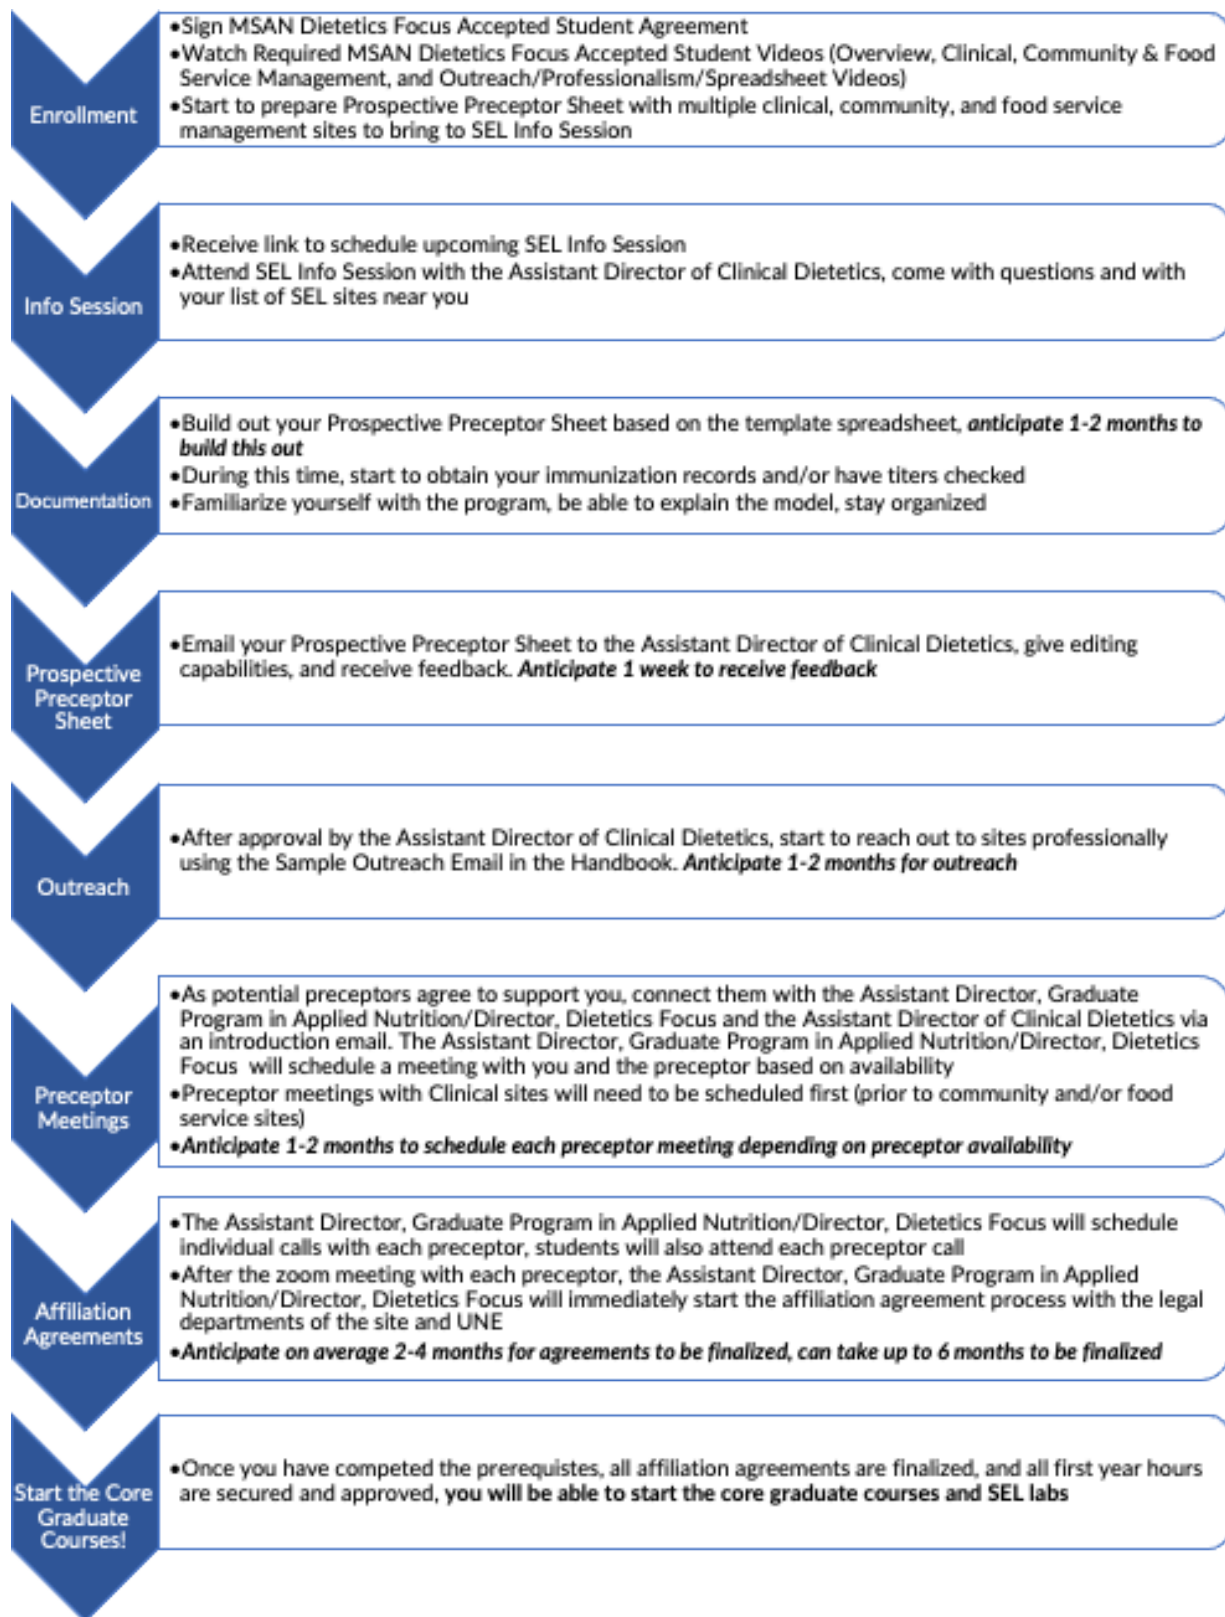 Enrollment
•Sign MSAN Dietetics Focus Accepted Student Agreement
•Watch Required MSAN Dietetics Focus Accepted Student Videos (Overview, Clinical, Community & Food
Service Management, and Outreach/Professionalism/Spreadsheet Videos)
•Start to prepare Prospective Preceptor Sheet with multiple clinical, community, and food service
management sites to bring to SEL Info Session
Info Session
•Receive link to schedule upcoming SEL Info Session
•Attend SEL Info Session with the Assistant Director of Clinical Dietetics, come with questions and with
your list of SEL sites near you
Documentation
•Build out your Prospective Preceptor Sheet based on the template spreadsheet, anticipate 1-2 months to
build this out
•During this time, start to obtain your immunization records and/or have titers checked
•Familiarize yourself with the program, be able to explain the model, stay organized
Prospective
Preceptor
Sheet
•Email your Prospective Preceptor Sheet to the Assistant Director of Clinical Dietetics, give editing
capabilities, and receive feedback. Anticipate 1 week to receive feedback
Outreach
•After approval by the Assistant Director of Clinical Dietetics, start to reach out to sites professionally
using the Sample Outreach Email in the Handbook. Anticipate 1-2 months for outreach
Preceptor
Meetings
•As potential preceptors agree to support you, connect them with the Assistant Director, Graduate
Program in Applied Nutrition/Director, Dietetics Focus and the Assistant Director of Clinical Dietetics via
an introduction email. The Assistant Director, Graduate Program in Applied Nutrition/Director, Dietetics
Focus will schedule a meeting with you and the preceptor based on availability
•Preceptor meetings with Clinical sites will need to be scheduled first (prior to community and/or food
service sites)
•Anticipate 1-2 months to schedule each preceptor meeting depending on preceptor availability
Affiliation
Agreements
•The Assistant Director, Graduate Program in Applied Nutrition/Director, Dietetics Focus will schedule
individual calls with each preceptor, students will also attend each preceptor call
•After the zoom meeting with each preceptor, the Assistant Director, Graduate Program in Applied
Nutrition/Director, Dietetics Focus will immediately start the affiliation agreement process with the legal
departments of the site and UNE
•Anticipate on average 2-4 months for agreements to be finalized, can take up to 6 months to be finalized
Start the Core
Graduate
Courses!
•Once you have competed the prerequistes, all affiliation agreements are finalized, and all first year hours
are secured and approved, you will be able to start the core graduate courses and SEL labs